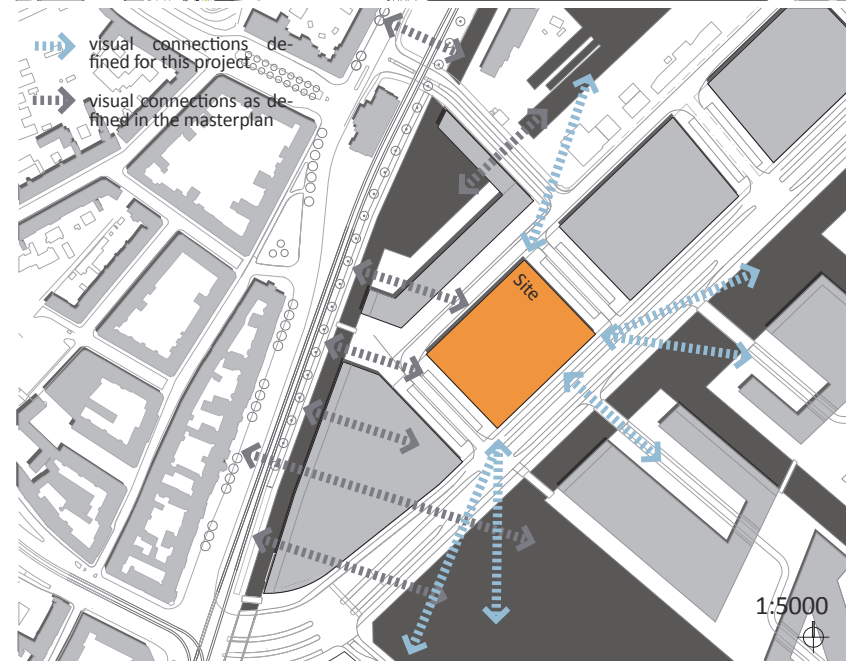 visual connections de-
fined for this project
visual connections as de-
fined in the masterplan
Site
1:5000